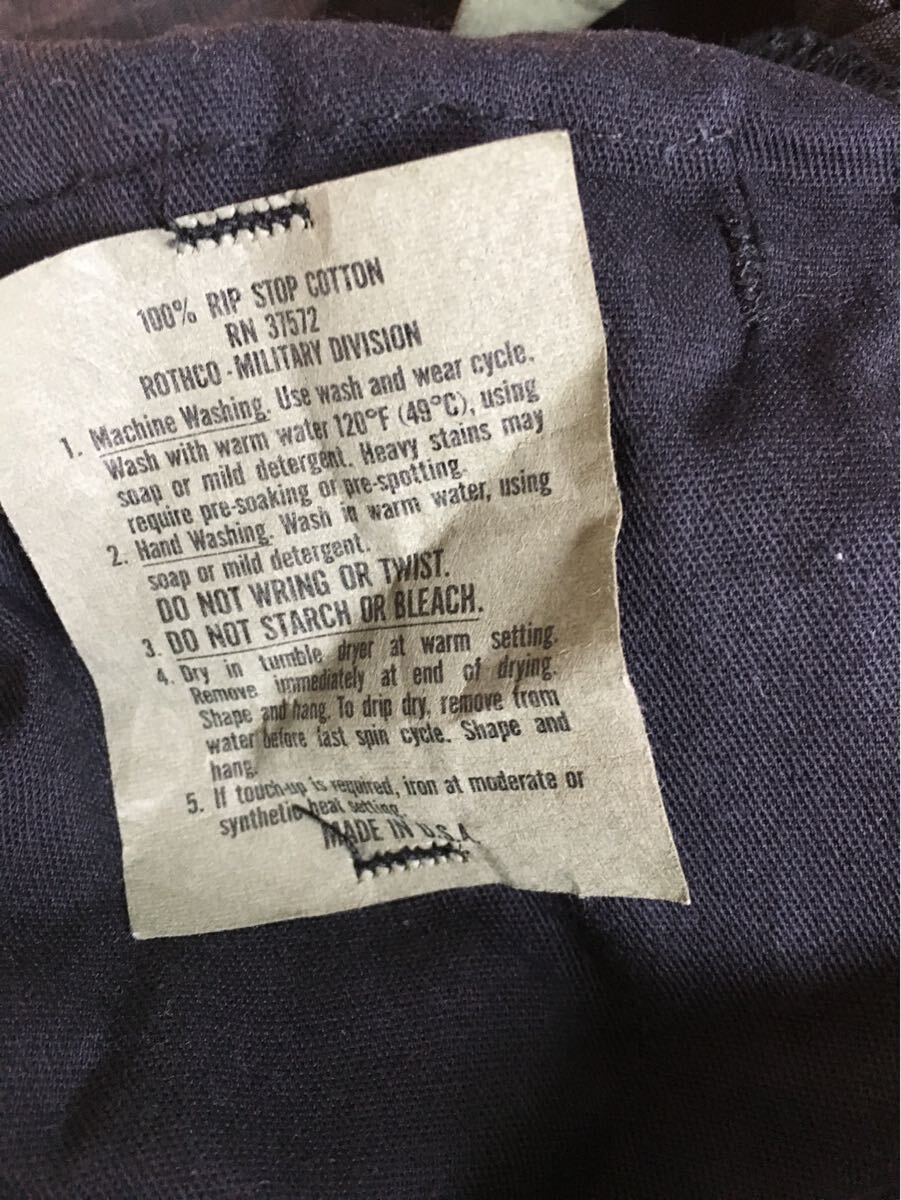 100% RIP STOP COTTON
RN 37572
ROTHCO - MILITARY DIVISION
1. Machine Washing. Use wash and wear cycle.
Wash with warm water 120°F (49°C), using
soap or mild detergent. Heavy stains may
require pre-soaking or pre-spotting.
2. Hand Washing. Wash in warm water, using
soap or mild detergent.
DO NOT WRING OR TWIST.
3. DO NOT STARCH OR BLEACH.
4. Dry in tumble dryer at warm setting.
Remove immediately at end of drying.
Shape and hang. To drip dry, remove from
water before last spin cycle. Shape and
hang.
5. If touch-up is required, iron at moderate or
synthetic heat setting.
MADE IN U.S.A.